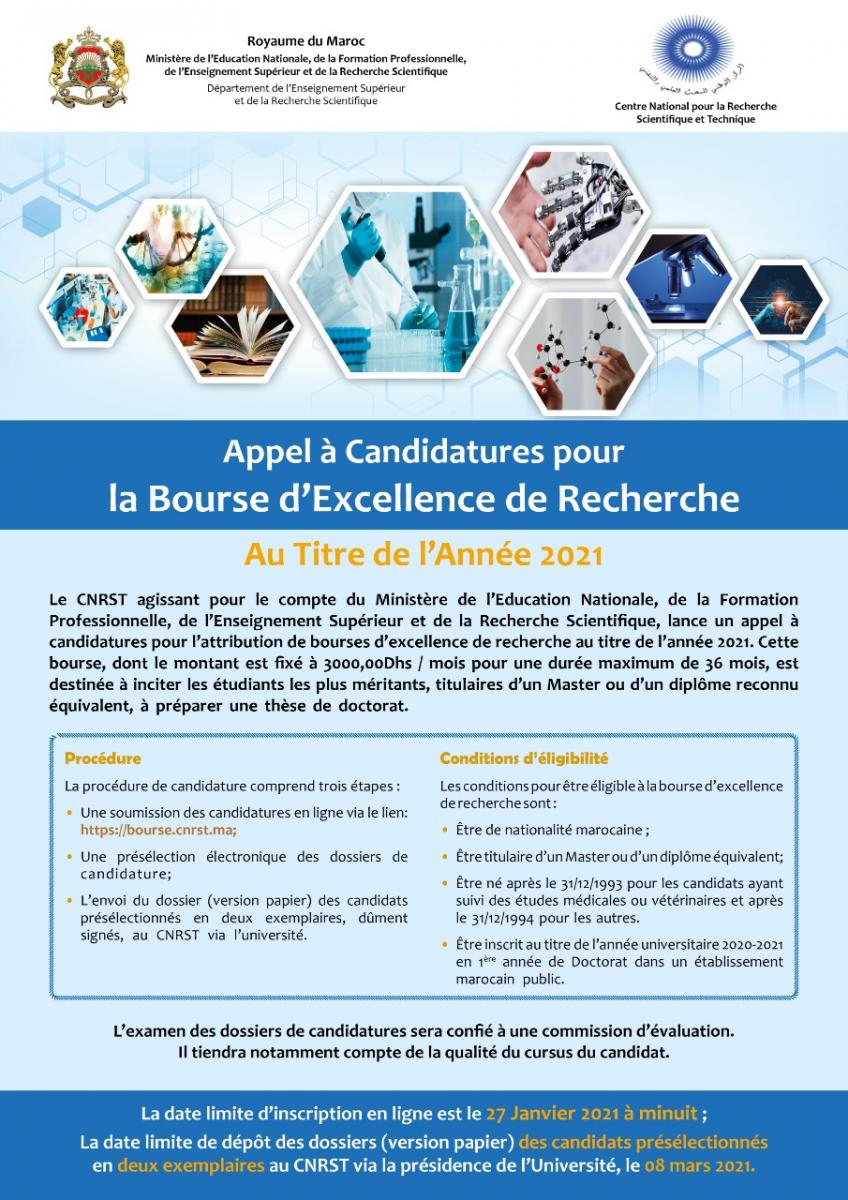 Royaume du Maroc
Ministère de l'Education Nationale, de la Formation Professionnelle,
de l'Enseignement Supérieur et de la Recherche Scientifique
Département de l'Enseignement Supérieur
et de la Recherche Scientifique
المركز الوطني للبحث العلمي والتقني
Centre National pour la Recherche
Scientifique et Technique
Appel à Candidatures pour
la Bourse d'Excellence de Recherche
Au Titre de l'Année 2021
Le CNRST agissant pour le compte du Ministère de l'Education Nationale, de la Formation
Professionnelle, de l'Enseignement Supérieur et de la Recherche Scientifique, lance un appel à
candidatures pour l'attribution de bourses d'excellence de recherche au titre de l'année 2021. Cette
bourse, dont le montant est fixé à 3000,00Dhs / mois pour une durée maximum de 36 mois, est
destinée à inciter les étudiants les plus méritants, titulaires d'un Master ou d'un diplôme reconnu
équivalent, à préparer une thèse de doctorat.
Procédure
La procédure de candidature comprend trois étapes :
• Une soumission des candidatures en ligne via le lien:
https://bourse.cnrst.ma;
• Une présélection électronique des dossiers de
candidature;
• L'envoi du dossier (version papier) des candidats
présélectionnés en deux exemplaires, dûment
signés, au CNRST via l'université.
Conditions d'éligibilité
Les conditions pour être éligible à la bourse d'excellence
de recherche sont :
• Être de nationalité marocaine ;
• Être titulaire d'un Master ou d'un diplôme équivalent;
• Être né après le 31/12/1993 pour les candidats ayant
suivi des études médicales ou vétérinaires et après
le 31/12/1994 pour les autres.
• Être inscrit au titre de l'année universitaire 2020-2021
en 1ère année de Doctorat dans un établissement
marocain public.
L'examen des dossiers de candidatures sera confié à une commission d'évaluation.
Il tiendra notamment compte de la qualité du cursus du candidat.
La date limite d'inscription en ligne est le 27 Janvier 2021 à minuit ;
La date limite de dépôt des dossiers (version papier) des candidats présélectionnés
en deux exemplaires au CNRST via la présidence de l'Université, le 08 mars 2021.